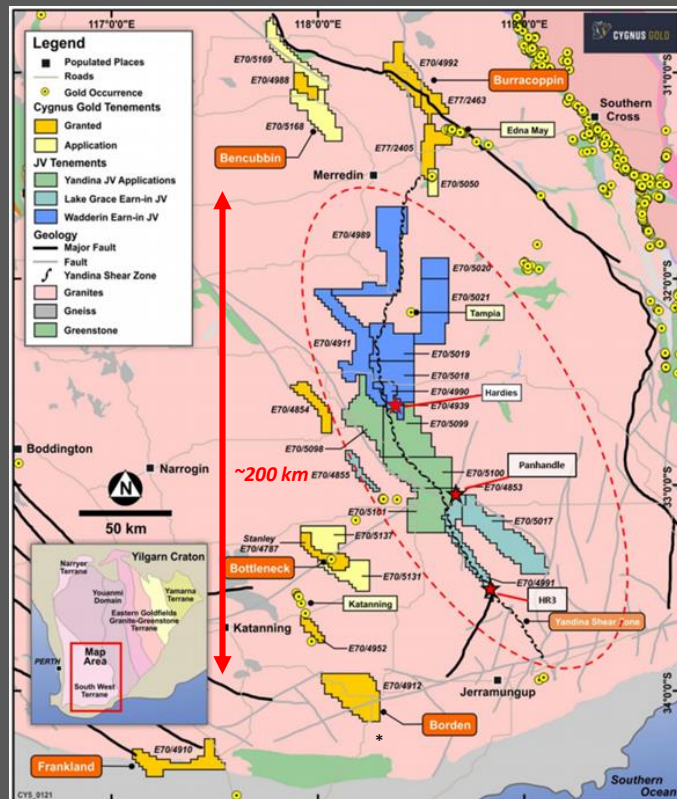 117°0'E
118°0'E
119°0'E
CYGNUS GOLD
Legend
Populated Places
Roads
Gold Occurrence
Cygnus Gold Tenements
Granted
Application
JV Tenements
Yandina JV Applications
Lake Grace Earn-in JV
Wadderin Earn-in JV
Geology
Major Fault
Fault
Yandina Shear Zone
Granites
Gneiss
Greenstone
E70/5169
E70/4988
E70/5168
Bencubbin
E70/4992
Burracoppin
E77/2463
31°0'0"S
Southern
Cross
Edna May
E77/2405
Merredin
E70/5050
E70/4989
E70/5020
32°0'0"S
E70/5021
Tampia
E70/4911
E70/5019
E70/5018
E70/4990
Hardies
E70/4939
E70/4854
E70/5099
E70/5098
Boddington
Narrogin
~200 km
E70/4855
E70/5100
Panhandle
E70/4853
33°0'0"S
N
50 km
E70/5101
E70/5017
Stanley
E70/4787
E70/5137
Bottleneck
E70/5131
E70/4991
HR3
Katanning
Yandina Shear Zone
Katanning
E70/4952
Yilgarn Craton
Narryer
Terrane
Youanmi
Domain
Yamarna
Terrane
Eastern Goldfields
Granite-Greenstone
Terrane
PERTH
Map
Area
South West
Terrane
Jerramungup
34°0'0"S
E70/4912
Borden
*
E70/4910
Frankland
Southern
Ocean
CYS_0121